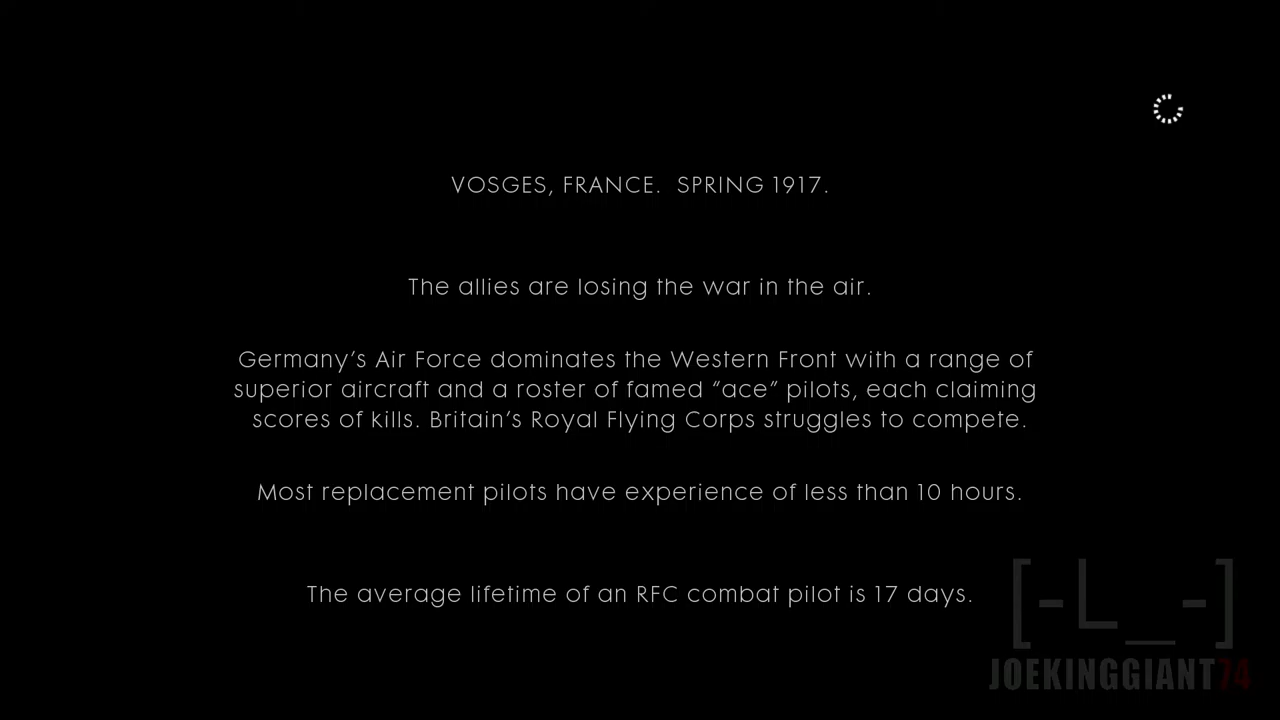 VOSGES, FRANCE. SPRING 1917.
The allies are losing the war in the air.
Germany's Air Force dominates the Western Front with a range of
superior aircraft and a roster of famed “ace” pilots, each claiming
scores of kills. Britain's Royal Flying Corps struggles to compete.
Most replacement pilots have experience of less than 10 hours.
The average lifetime of an RFC combat pilot is 17 days.
[-L_-]
JOEKINGGIANT74